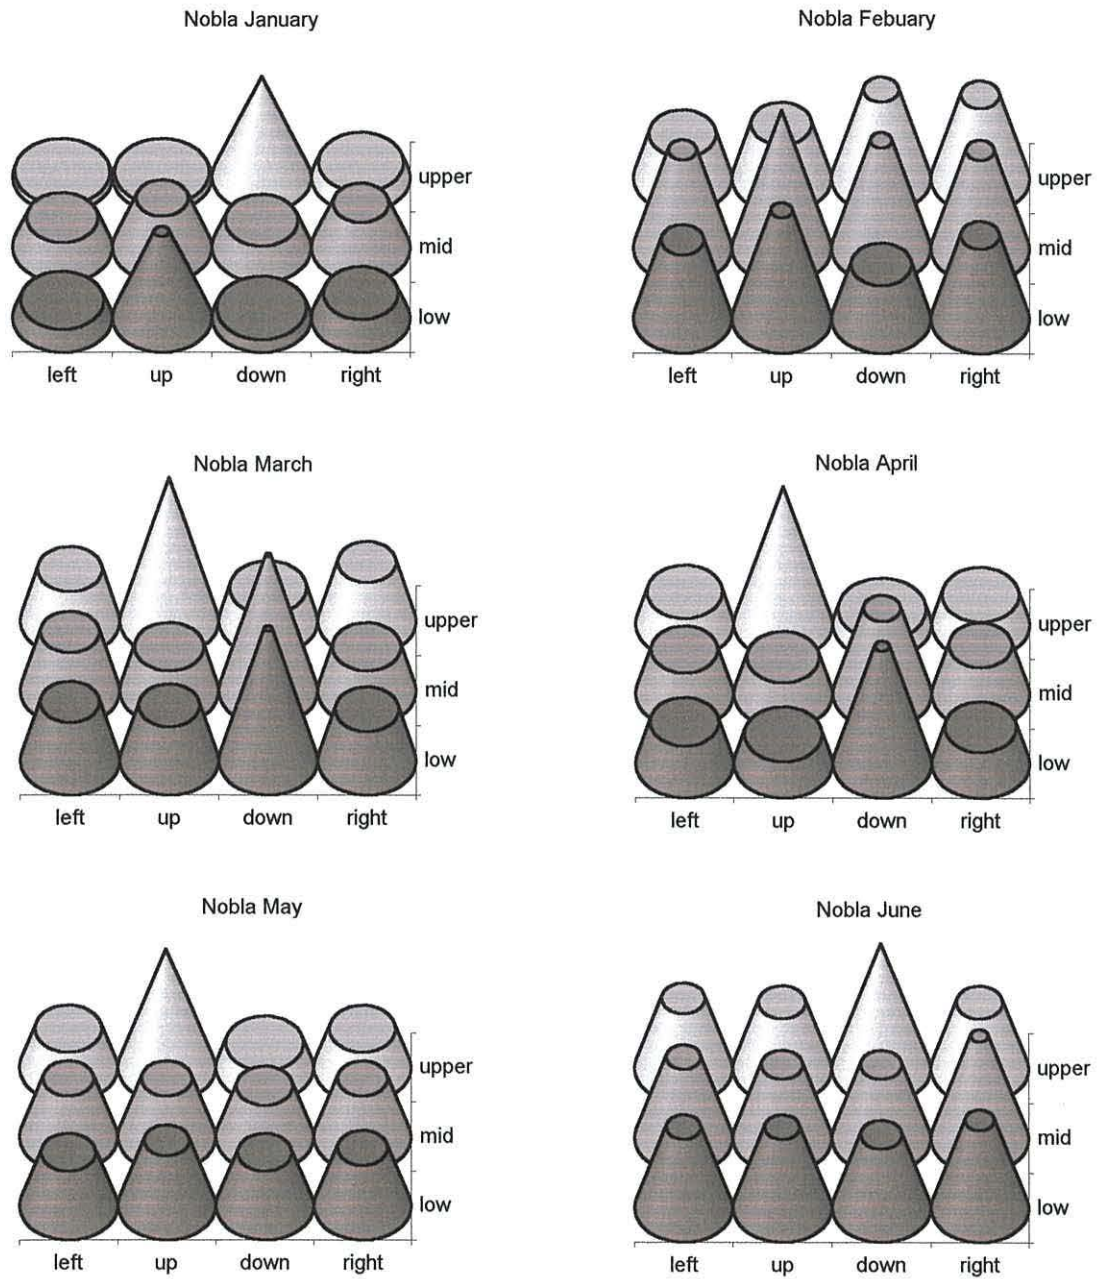 Nobla January
upper
mid
low
left up down right
Nobla Febuary
upper
mid
low
left up down right
Nobla March
upper
mid
low
left up down right
Nobla April
upper
mid
low
left up down right
Nobla May
upper
mid
low
left up down right
Nobla June
upper
mid
low
left up down right